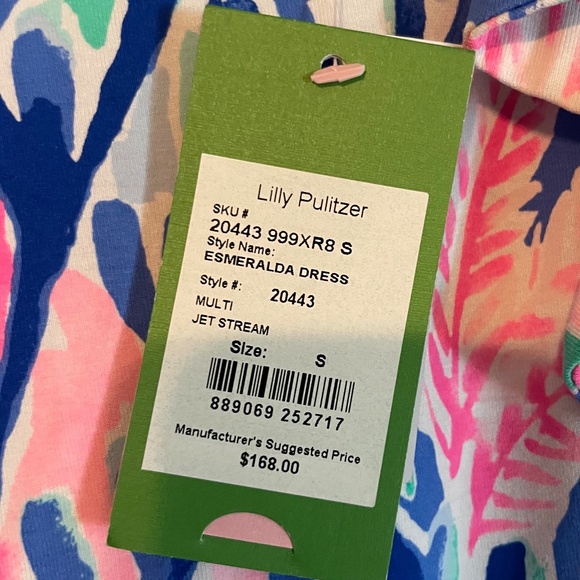 Lilly Pulitzer
SKU #
20443 999XR8 S
Style Name:
ESMERALDA DRESS
Style #: 20443
MULTI
JET STREAM
Size: S
889069 252717
Manufacturer's Suggested Price
$168.00